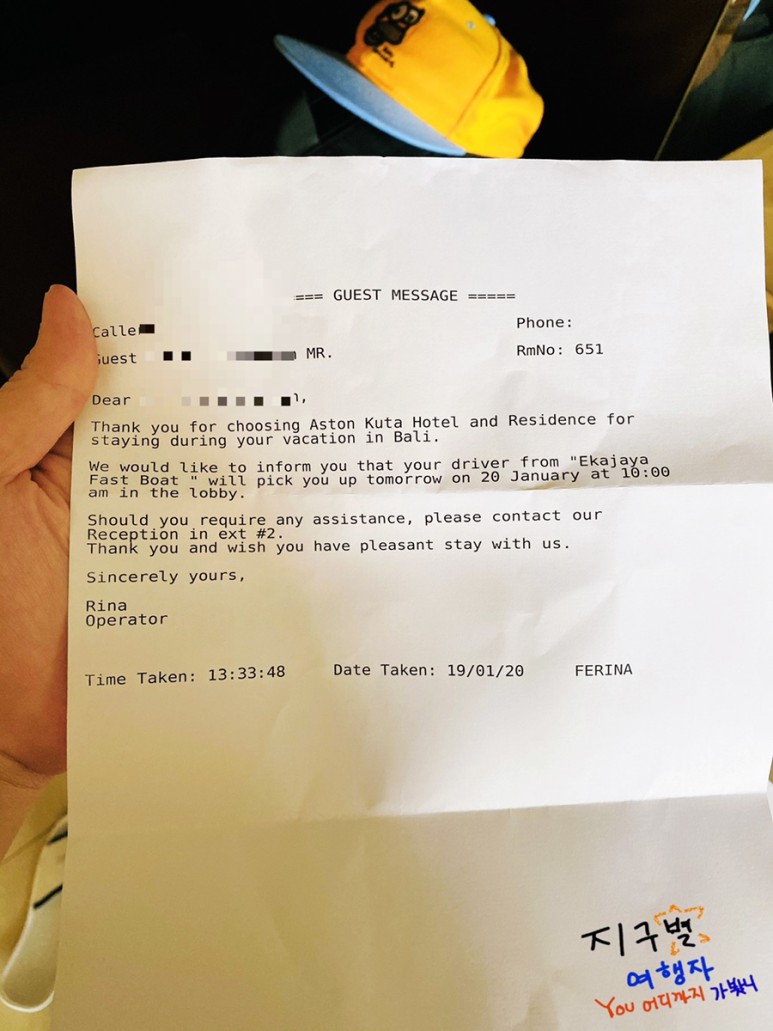 === GUEST MESSAGE =====
Calle
Phone:
Guest MR.
RmNo: 651
Dear ,
Thank you for choosing Aston Kuta Hotel and Residence for
staying during your vacation in Bali.
We would like to inform you that your driver from "Ekajaya
Fast Boat " will pick you up tomorrow on 20 January at 10:00
am in the lobby.
Should you require any assistance, please contact our
Reception in ext #2.
Thank you and wish you have pleasant stay with us.
Sincerely yours,
Rina
Operator
Time Taken: 13:33:48 Date Taken: 19/01/20 FERINA
지구별
여행자
You 어디까지 가봤니